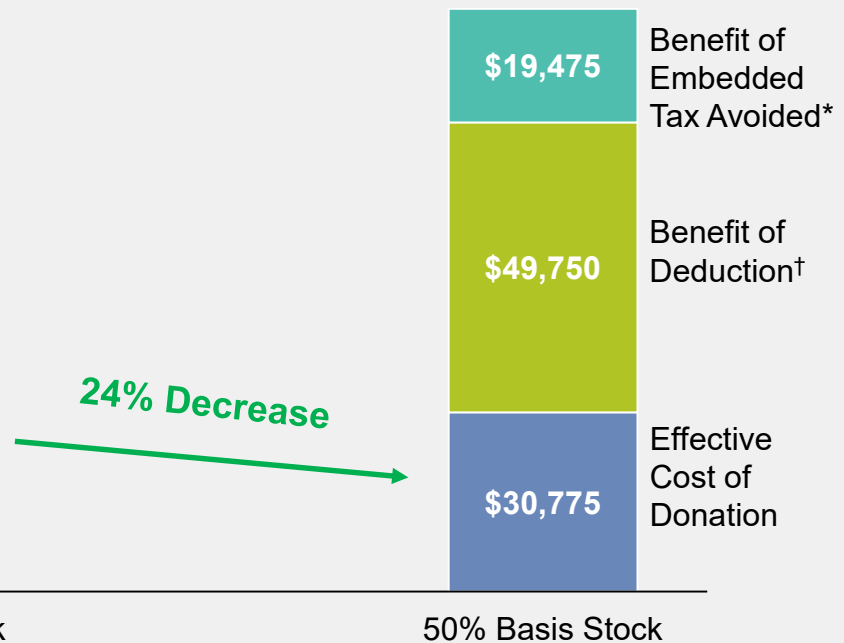 $19,475
Benefit of
Embedded
Tax Avoided*
$49,750
Benefit of
Deduction†
24% Decrease
$30,775
Effective
Cost of
Donation
k
50% Basis Stock